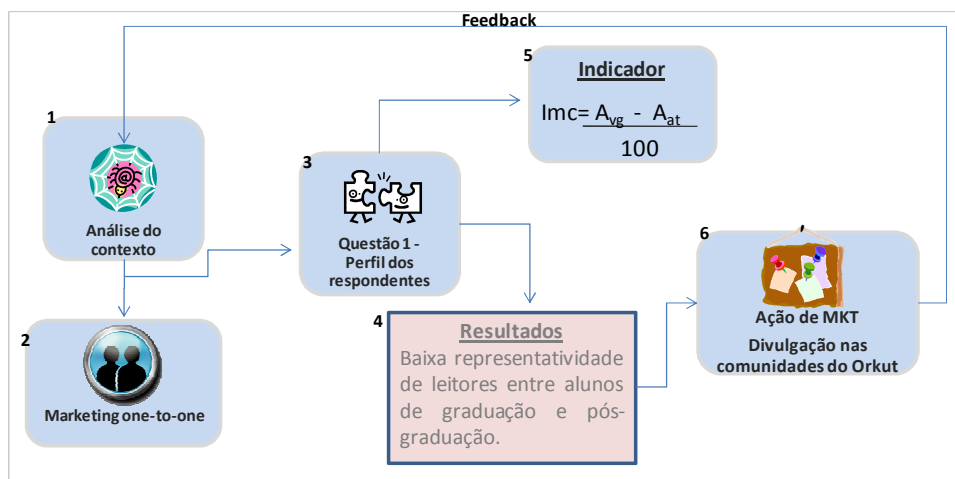 Feedback
1
Análise do
contexto
2
Marketing one-to-one
3
Questão 1 -
Perfil dos
respondentes
4
Resultados
Baixa representatividade
de leitores entre alunos
de graduação e pós-
graduação.
5
Indicador
Imc= Avg - Aat
100
6
Ação de MKT
Divulgação nas
comunidades do Orkut